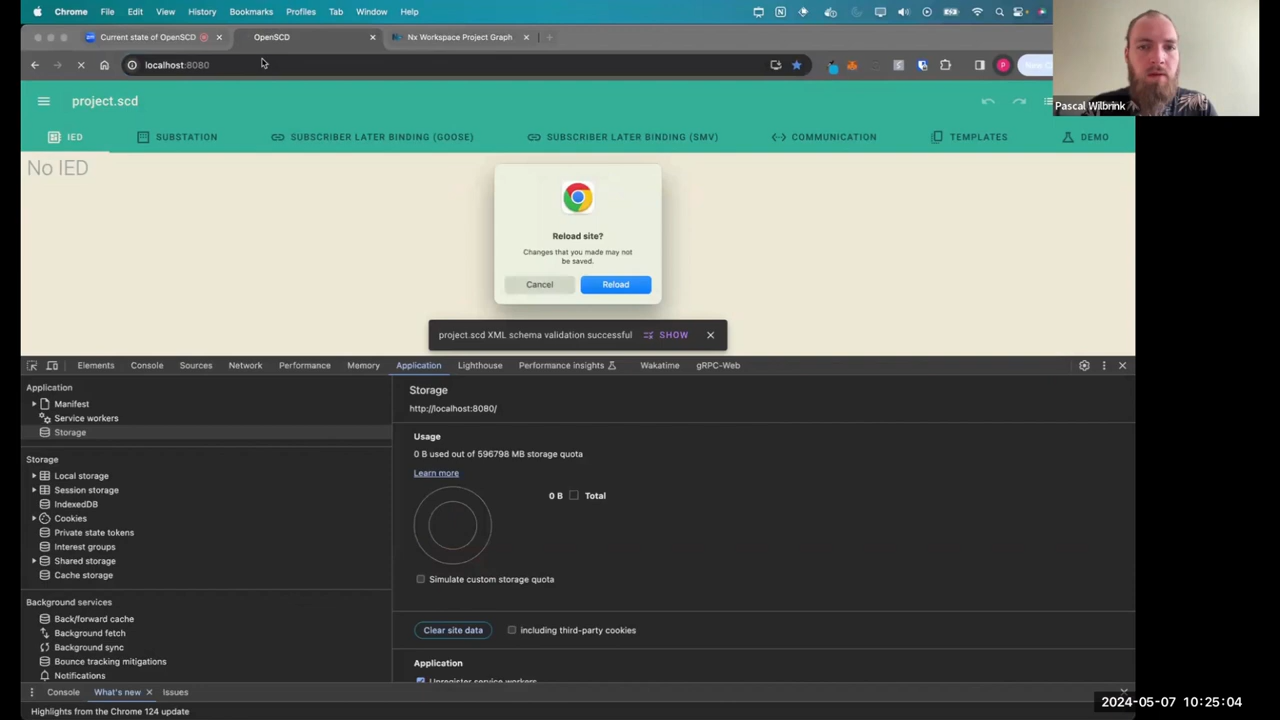 Chrome File Edit View History Bookmarks Profiles Tab Window Help
Current state of OpenSCD
OpenSCD
Nx Workspace Project Graph
localhost:8080
Pascal Wilbrink
project.scd
IED
SUBSTATION
SUBSCRIBER LATER BINDING (GOOSE)
SUBSCRIBER LATER BINDING (SMV)
COMMUNICATION
TEMPLATES
DEMO
No IED
Reload site?
Changes that you made may not
be saved.
Cancel Reload
project.scd XML schema validation successful SHOW
Elements Console Sources Network Performance Memory Application Lighthouse Performance insights Wakatime gRPC-Web
Application
Manifest
Service workers
Storage
Storage
Local storage
Session storage
IndexedDB
Cookies
Private state tokens
Interest groups
Shared storage
Cache storage
Background services
Back/forward cache
Background fetch
Background sync
Bounce tracking mitigations
Notifications
Storage
http://localhost:8080/
Usage
0 B used out of 596798 MB storage quota
Learn more
0 B Total
Simulate custom storage quota
Clear site data including third-party cookies
Application
Unregister service workers
Console What's new Issues
Highlights from the Chrome 124 update
2024-05-07 10:25:04